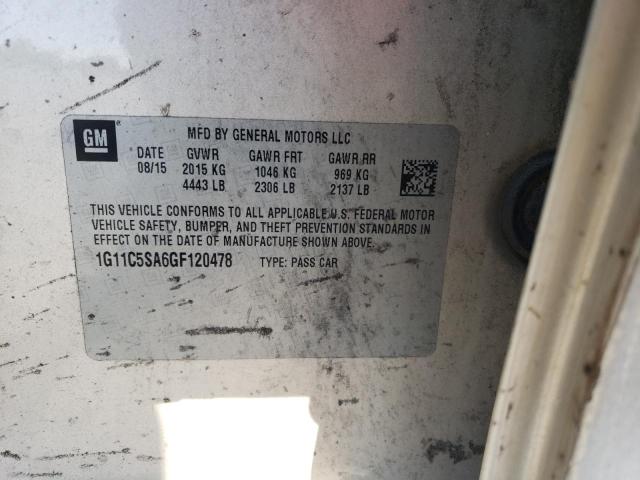 GM
MFD BY GENERAL MOTORS LLC
DATE GVWR GAWR FRT GAWR RR
08/15 2015 KG 1046 KG 969 KG
4443 LB 2306 LB 2137 LB
THIS VEHICLE CONFORMS TO ALL APPLICABLE U.S. FEDERAL MOTOR
VEHICLE SAFETY, BUMPER, AND THEFT PREVENTION STANDARDS IN
EFFECT ON THE DATE OF MANUFACTURE SHOWN ABOVE.
1G11C5SA6GF120478 TYPE: PASS CAR